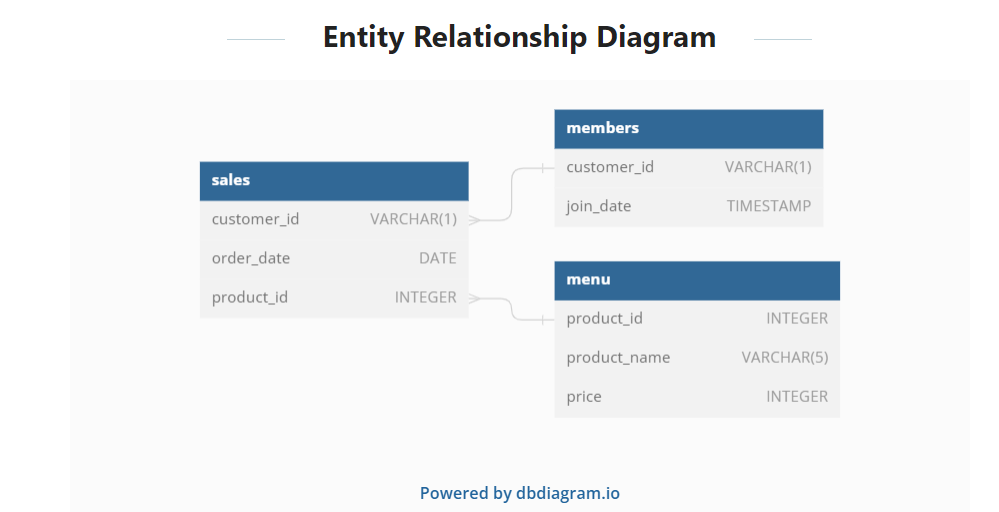 Entity Relationship Diagram
sales
customer_id VARCHAR(1)
order_date DATE
product_id INTEGER
members
customer_id VARCHAR(1)
join_date TIMESTAMP
menu
product_id INTEGER
product_name VARCHAR(5)
price INTEGER
Powered by dbdiagram.io